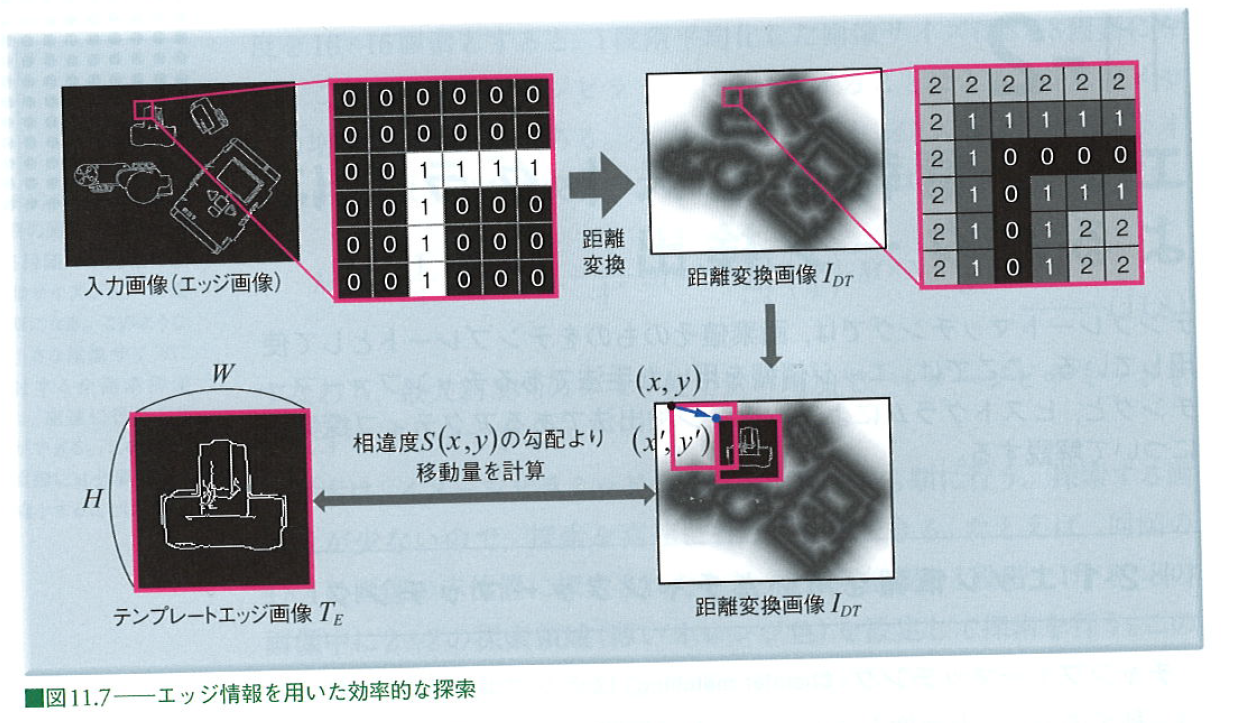 0 0 0 0 0 0
0 0 0 0 0 0
0 0 1 1 1 1
0 0 1 0 0 0
0 0 1 0 0 0
0 0 1 0 0 0
入力画像(エッジ画像)
距離
変換
距離変換画像 I_DT
2 2 2 2 2 2
2 1 1 1 1 1
2 1 0 0 0 0
2 1 0 1 1 1
2 1 0 1 2 2
2 1 0 1 2 2
W
H
テンプレートエッジ画像 T_E
相違度S(x, y)の勾配より
移動量を計算
(x, y)
(x′, y′)
距離変換画像 I_DT
■図11.7——エッジ情報を用いた効率的な探索